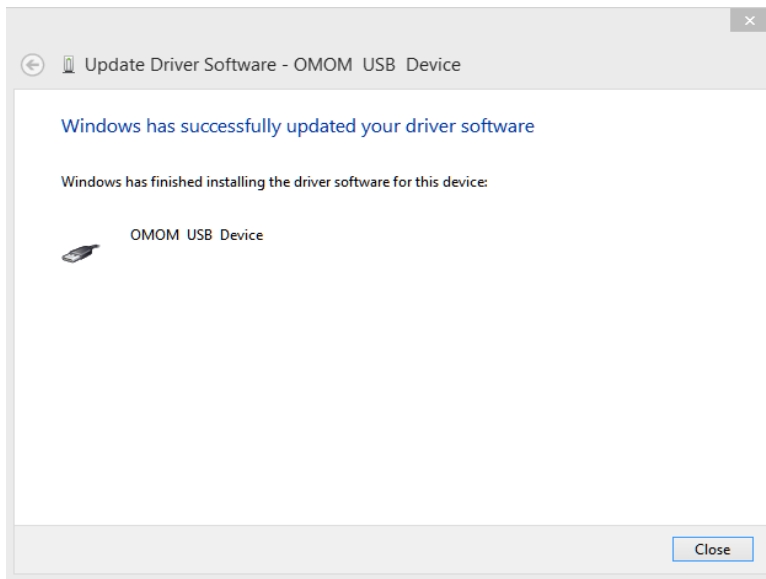 Update Driver Software - OMOM  USB  Device
Windows has successfully updated your driver software
Windows has finished installing the driver software for this device:
OMOM  USB  Device
Close